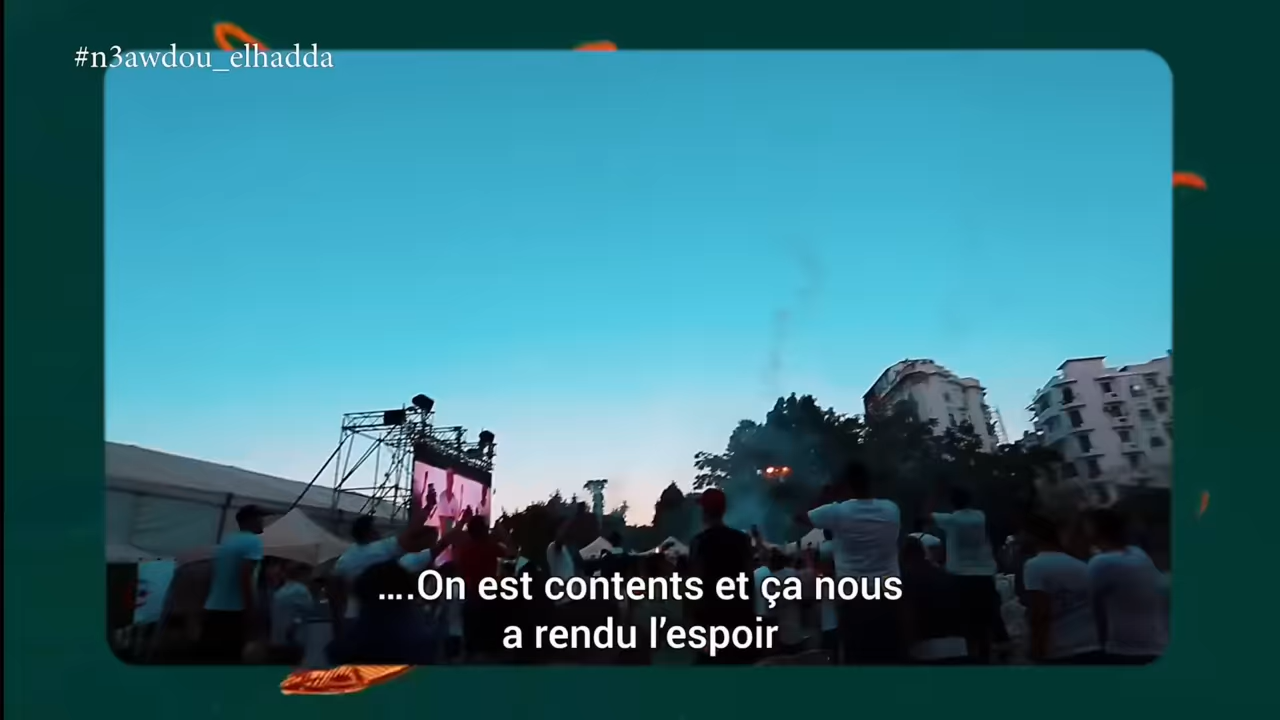 #n3awdou_elhadda
....On est contents et ça nous
a rendu l'espoir